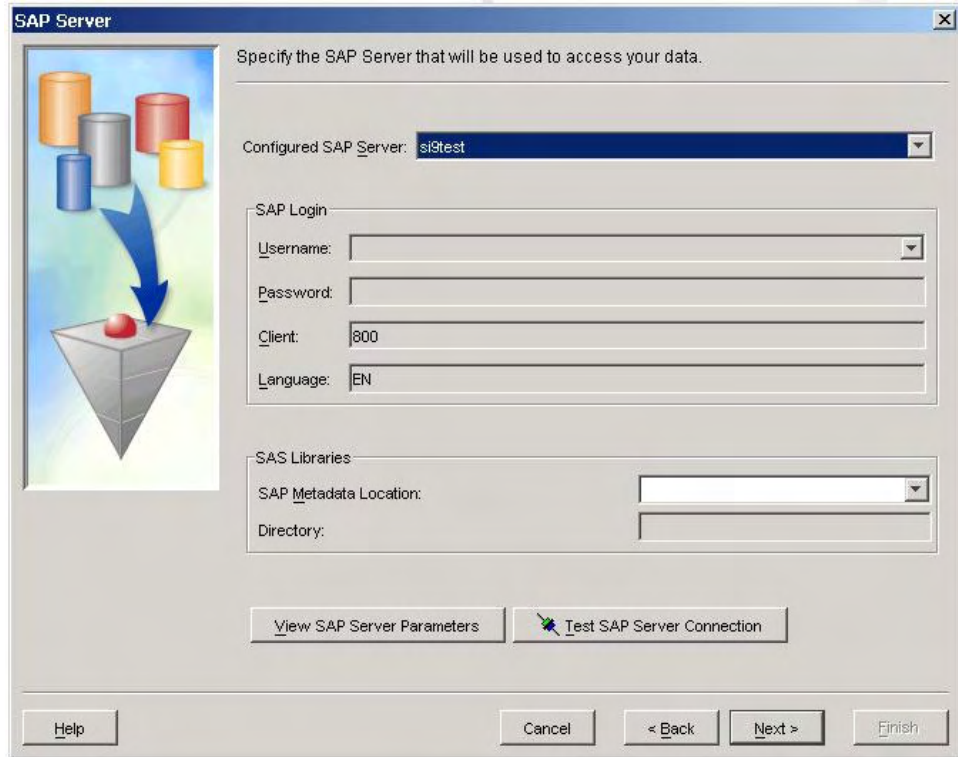 SAP Server
Specify the SAP Server that will be used to access your data.
Configured SAP Server: si9test
SAP Login
Username:
Password:
Client: 800
Language: EN
SAS Libraries
SAP Metadata Location:
Directory:
View SAP Server Parameters
Test SAP Server Connection
Help
Cancel
< Back
Next >
Finish